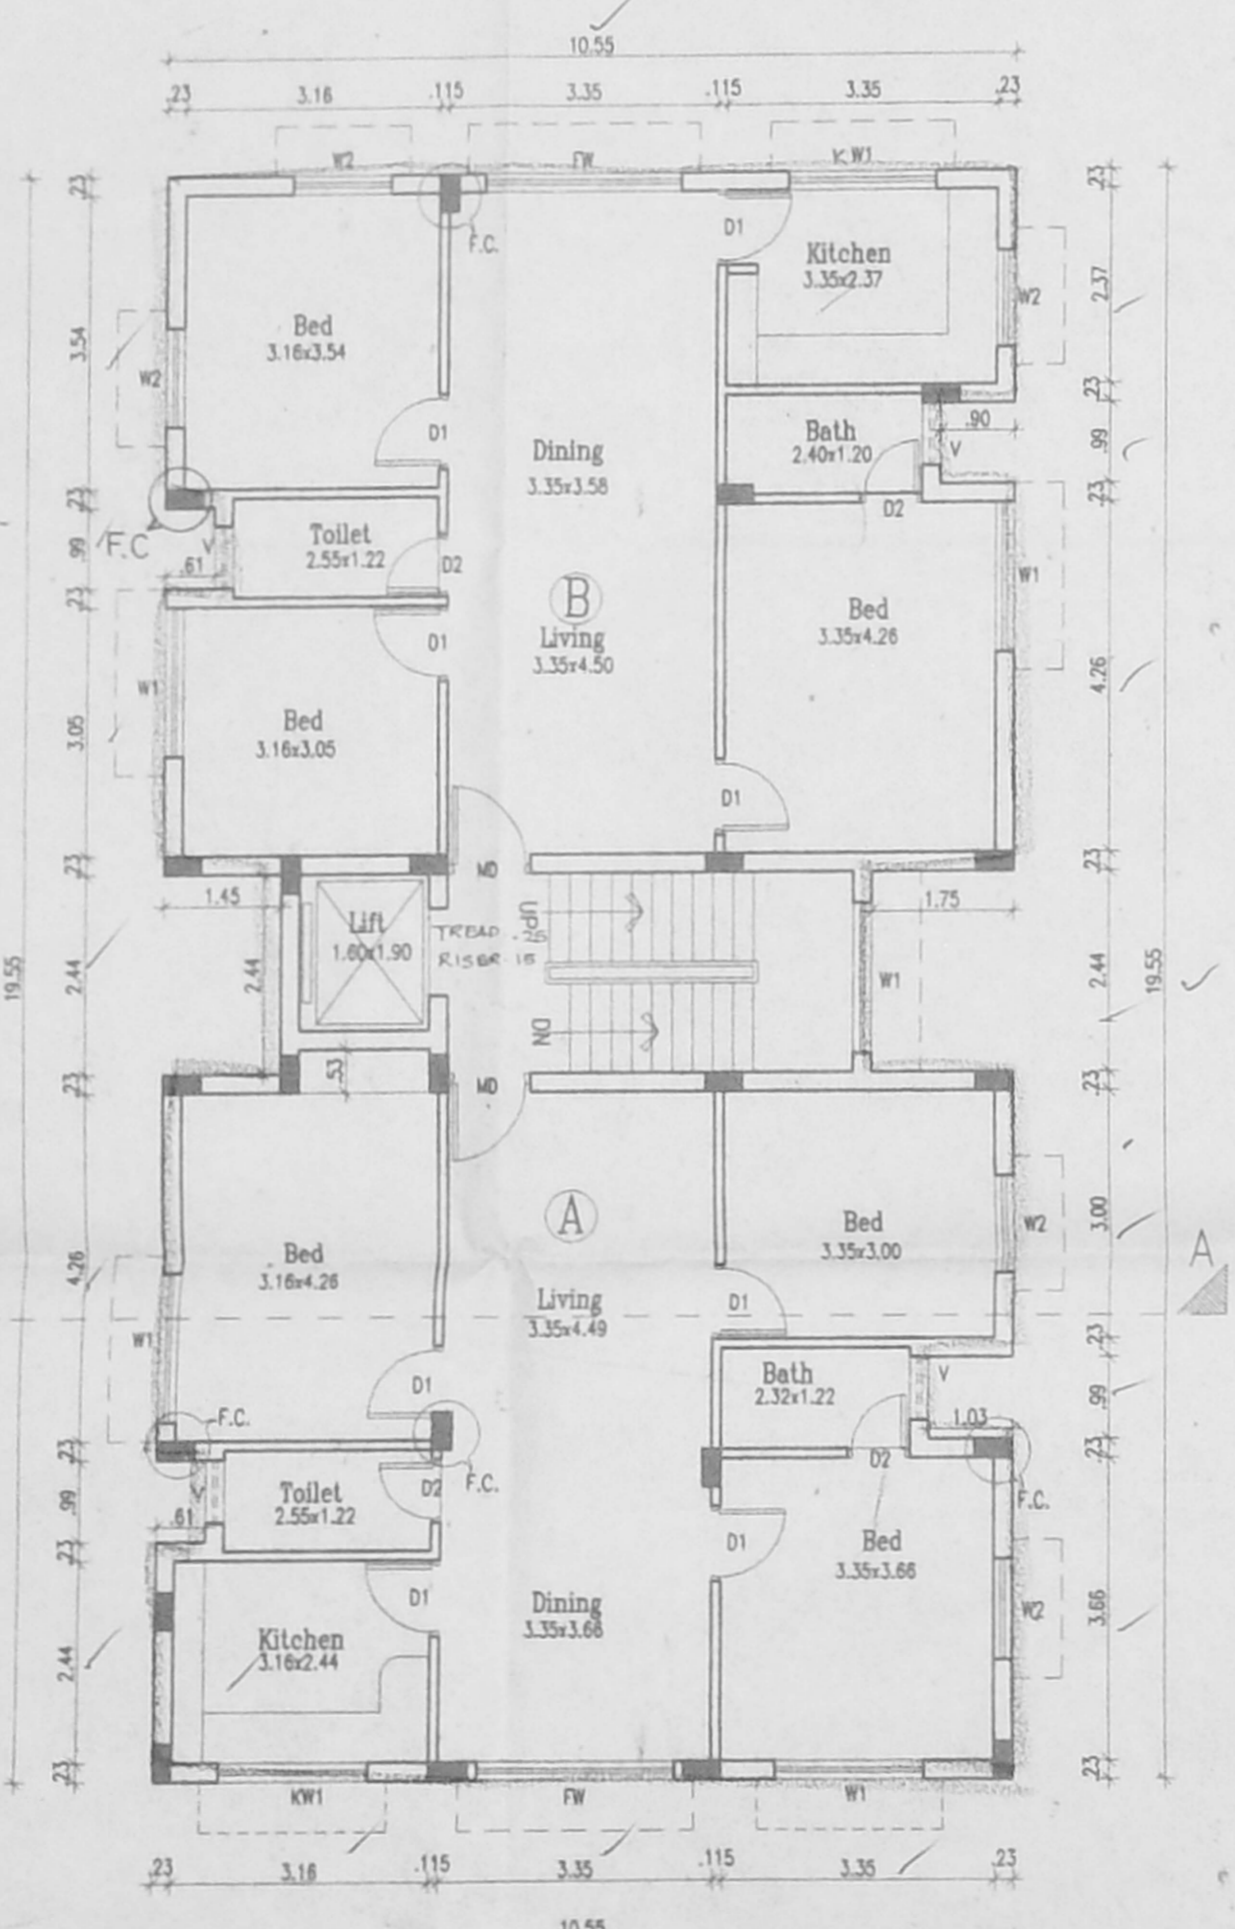 10.55
.23 3.16 .115 3.35 .115 3.35 .23
W2 FW KW1
.23 .23
D1
F.C.
Kitchen
3.35x2.37
2.37
W2
Bed
3.16x3.54
3.54
W2
.23
.90
D1
Dining
3.35x3.58
Bath
2.40x1.20
V
.99
.23
.23
D2
F.C
Toilet
2.55x1.22
V
.61
.99
D2
B
W1
.23
Living
3.35x4.50
Bed
3.35x4.26
D1
W1
4.26
Bed
3.16x3.05
3.05
D1
.23
MD
.23
1.45
Lift
1.60x1.90
TREAD .25
RISER .15
UP
1.75
2.44
2.44
W1
2.44
19.55
19.55
DN
.53
.23
MD
.23
A
Bed
3.16x4.26
4.26
Bed
3.35x3.00
W2
3.00
A
Living
3.35x4.49
D1
W1
.23
D1
Bath
2.32x1.22
V
.99
F.C.
1.03
.23
.23
D2
F.C.
F.C.
V
Toilet
2.55x1.22
D2
.99
.61
D1
Bed
3.35x3.66
.23
D1
Dining
3.35x3.66
W2
3.66
Kitchen
3.16x2.44
2.44
.23
.23
KW1 FW W1
.23 3.16 .115 3.35 .115 3.35 .23
10.55